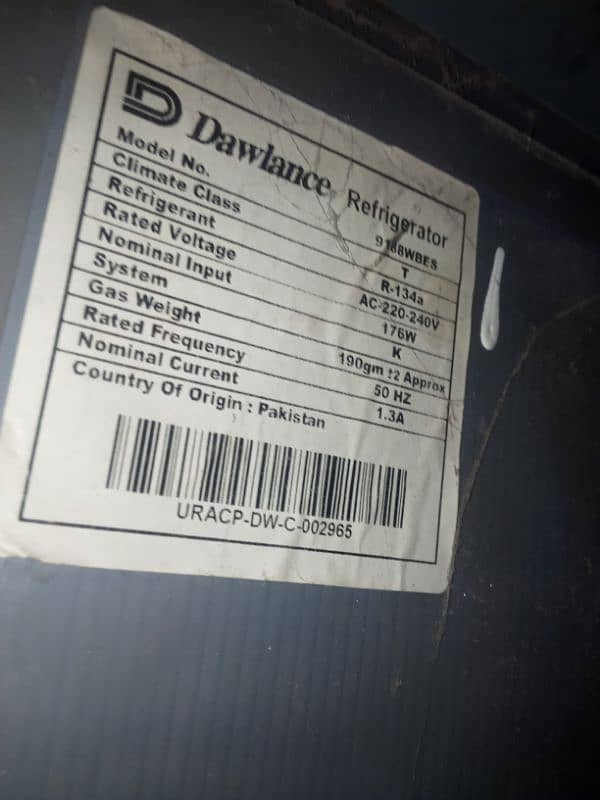 Dawlance Refrigerator
Model No. 9188WBES
Climate Class T
Refrigerant R-134a
Rated Voltage AC-220-240V
Nominal Input 176W
System K
Gas Weight 190gm ±2 Approx
Rated Frequency 50 HZ
Nominal Current 1.3A
Country Of Origin : Pakistan
URACP-DW-C-002965